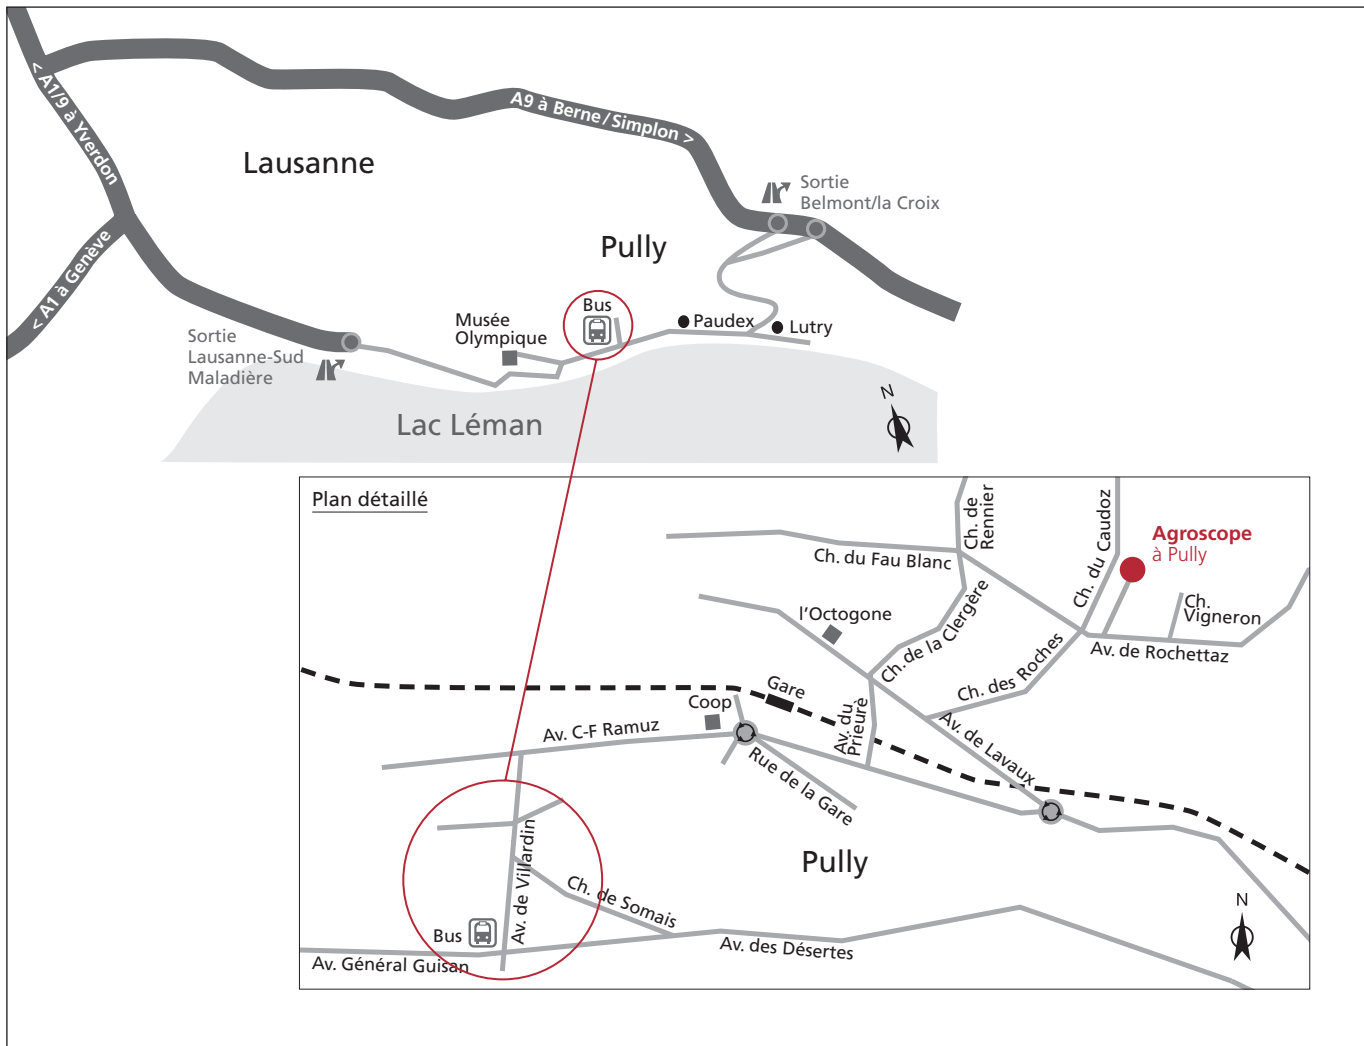 < A1/9 à Yverdon
A9 à Berne / Simplon >
Lausanne
Sortie
Belmont/la Croix
< A1 à Genève
Pully
Bus
Musée
Olympique
Paudex
Lutry
Sortie
Lausanne-Sud
Maladière
Lac Léman
N
Plan détaillé
Ch. de
Rennier
Ch. du Caudoz
Agroscope
à Pully
Ch. du Fau Blanc
Ch.
Vigneron
l'Octogone
Ch. de la Clergère
Av. de Rochettaz
Ch. des Roches
Gare
Coop
Av. C-F Ramuz
Av. du
Prieuré
Av. de Lavaux
Rue de la Gare
Pully
Av. de Villardin
Ch. de Somais
N
Bus
Av. des Désertes
Av. Général Guisan